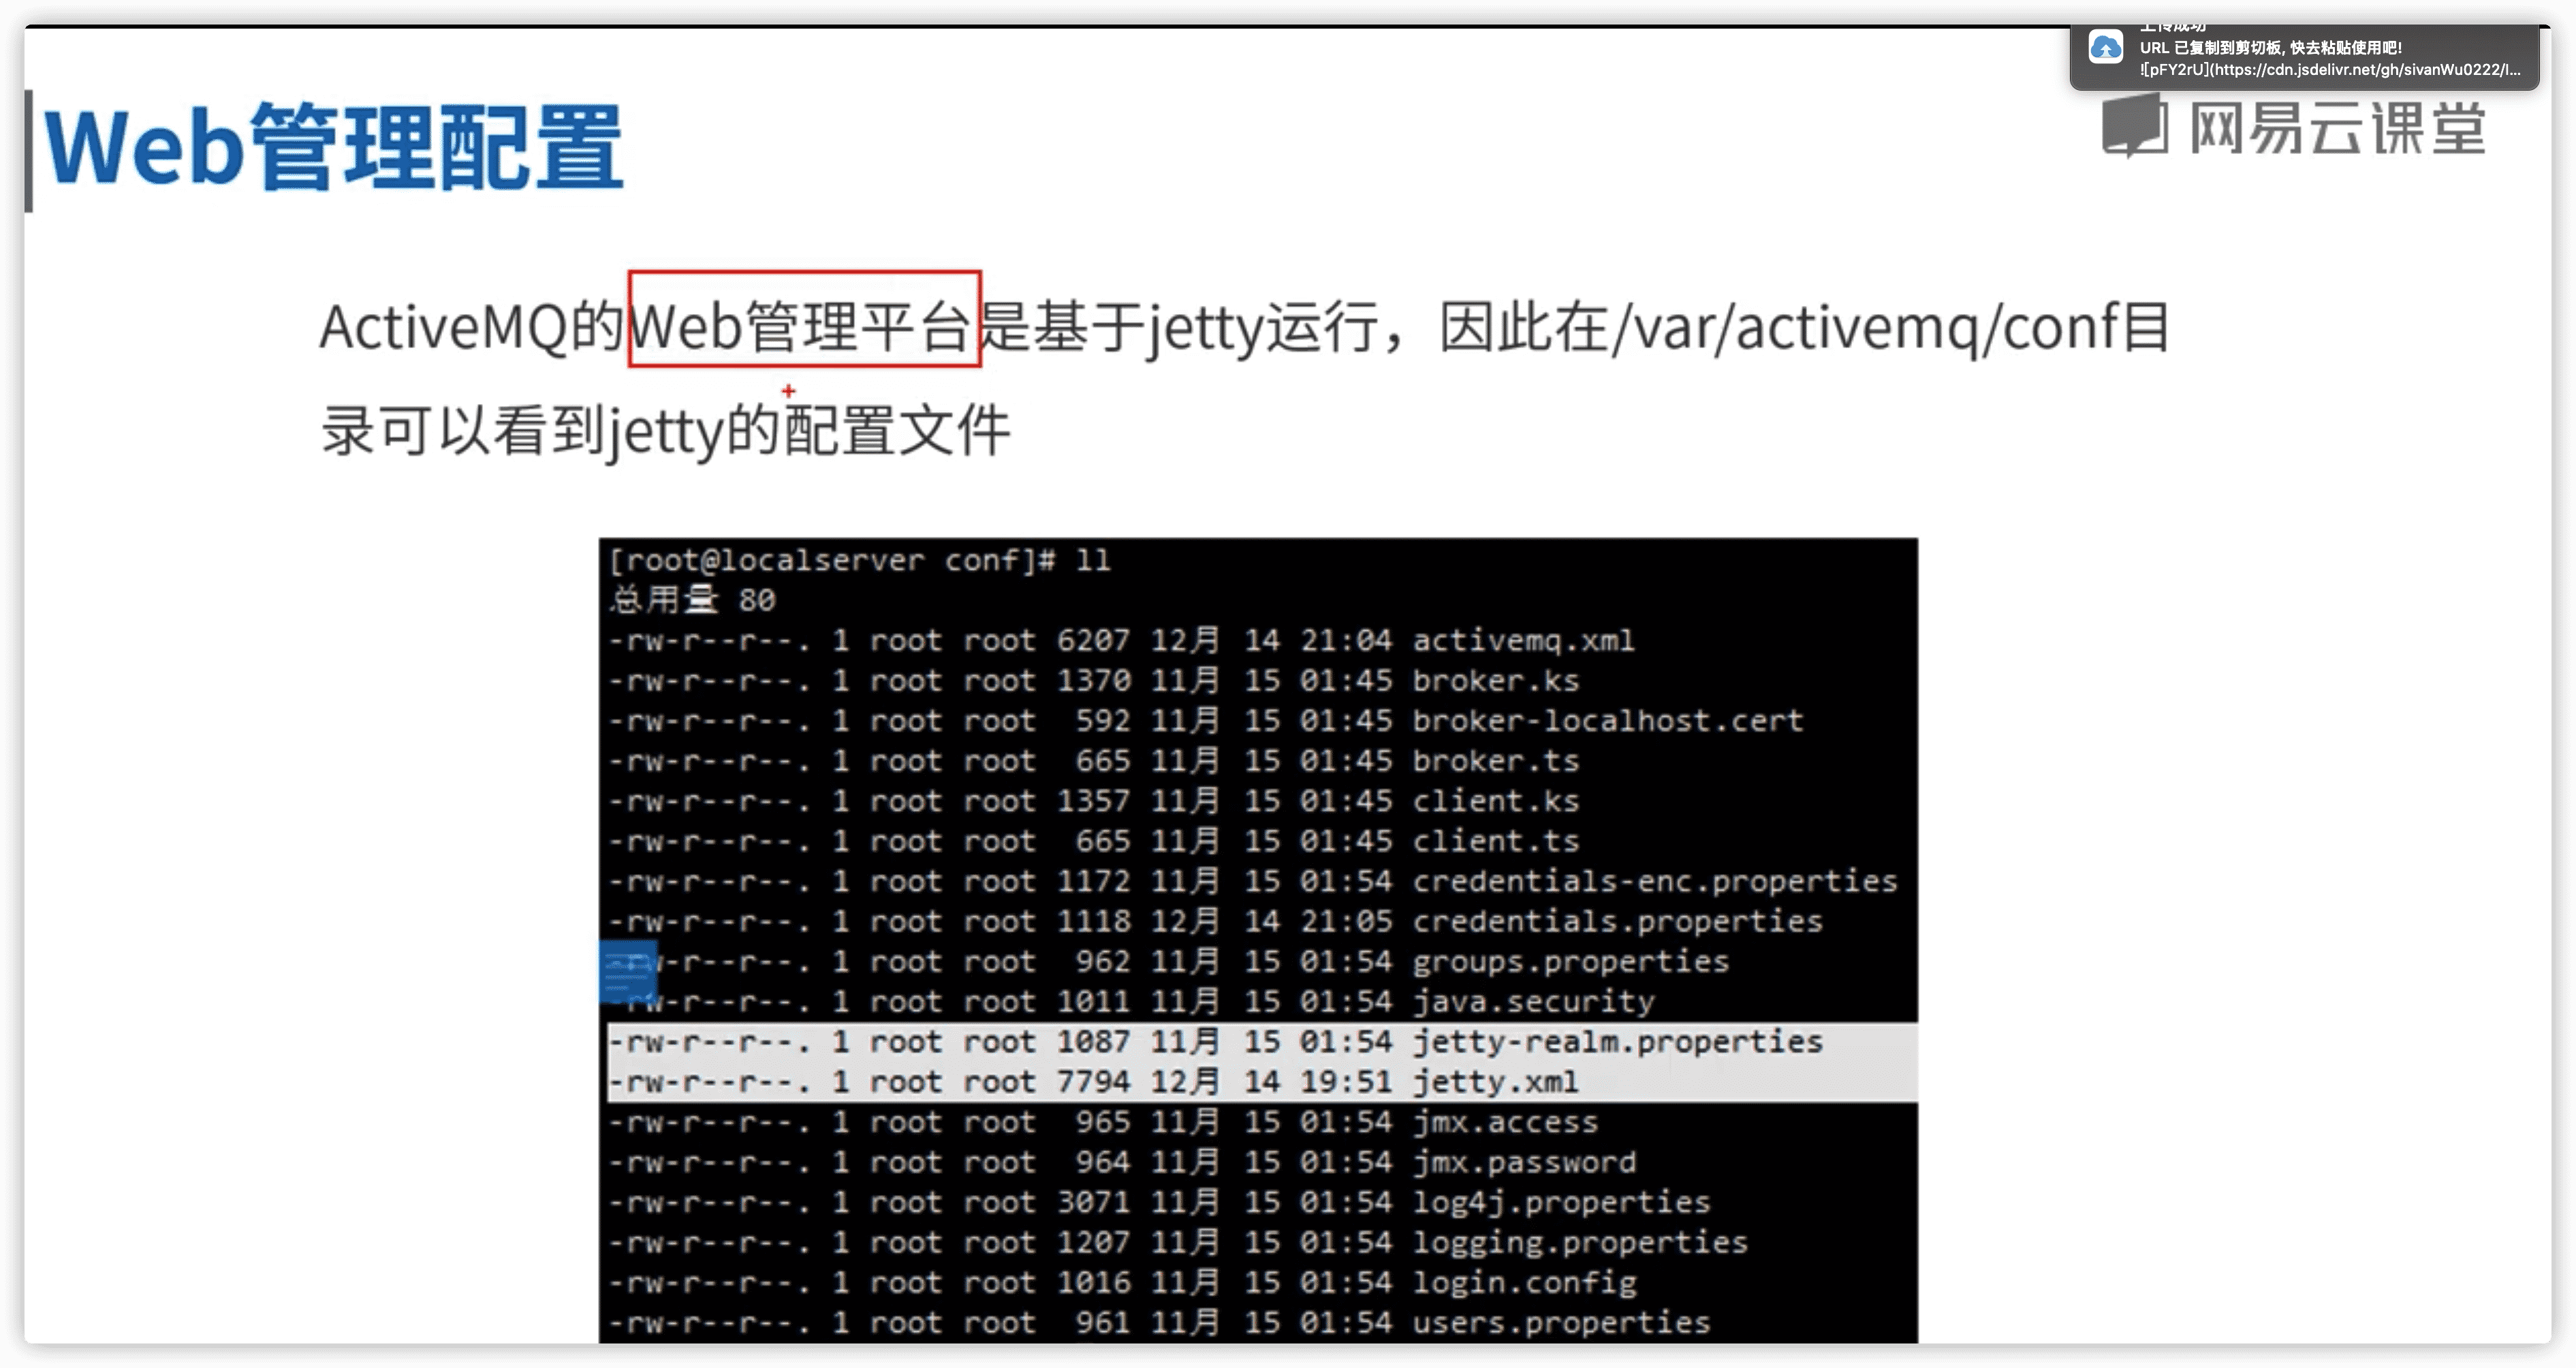 上传成功
URL 已复制到剪切板, 快去粘贴使用吧!
![pFY2rU](https://cdn.jsdelivr.net/gh/sivanWu0222/I...
Web管理配置
网易云课堂
ActiveMQ的Web管理平台是基于jetty运行，因此在/var/activemq/conf目
录可以看到jetty的配置文件
[root@localserver conf]# ll
总用量 80
-rw-r--r--. 1 root root 6207 12月 14 21:04 activemq.xml
-rw-r--r--. 1 root root 1370 11月 15 01:45 broker.ks
-rw-r--r--. 1 root root  592 11月 15 01:45 broker-localhost.cert
-rw-r--r--. 1 root root  665 11月 15 01:45 broker.ts
-rw-r--r--. 1 root root 1357 11月 15 01:45 client.ks
-rw-r--r--. 1 root root  665 11月 15 01:45 client.ts
-rw-r--r--. 1 root root 1172 11月 15 01:54 credentials-enc.properties
-rw-r--r--. 1 root root 1118 12月 14 21:05 credentials.properties
-rw-r--r--. 1 root root  962 11月 15 01:54 groups.properties
-rw-r--r--. 1 root root 1011 11月 15 01:54 java.security
-rw-r--r--. 1 root root 1087 11月 15 01:54 jetty-realm.properties
-rw-r--r--. 1 root root 7794 12月 14 19:51 jetty.xml
-rw-r--r--. 1 root root  965 11月 15 01:54 jmx.access
-rw-r--r--. 1 root root  964 11月 15 01:54 jmx.password
-rw-r--r--. 1 root root 3071 11月 15 01:54 log4j.properties
-rw-r--r--. 1 root root 1207 11月 15 01:54 logging.properties
-rw-r--r--. 1 root root 1016 11月 15 01:54 login.config
-rw-r--r--. 1 root root  961 11月 15 01:54 users.properties